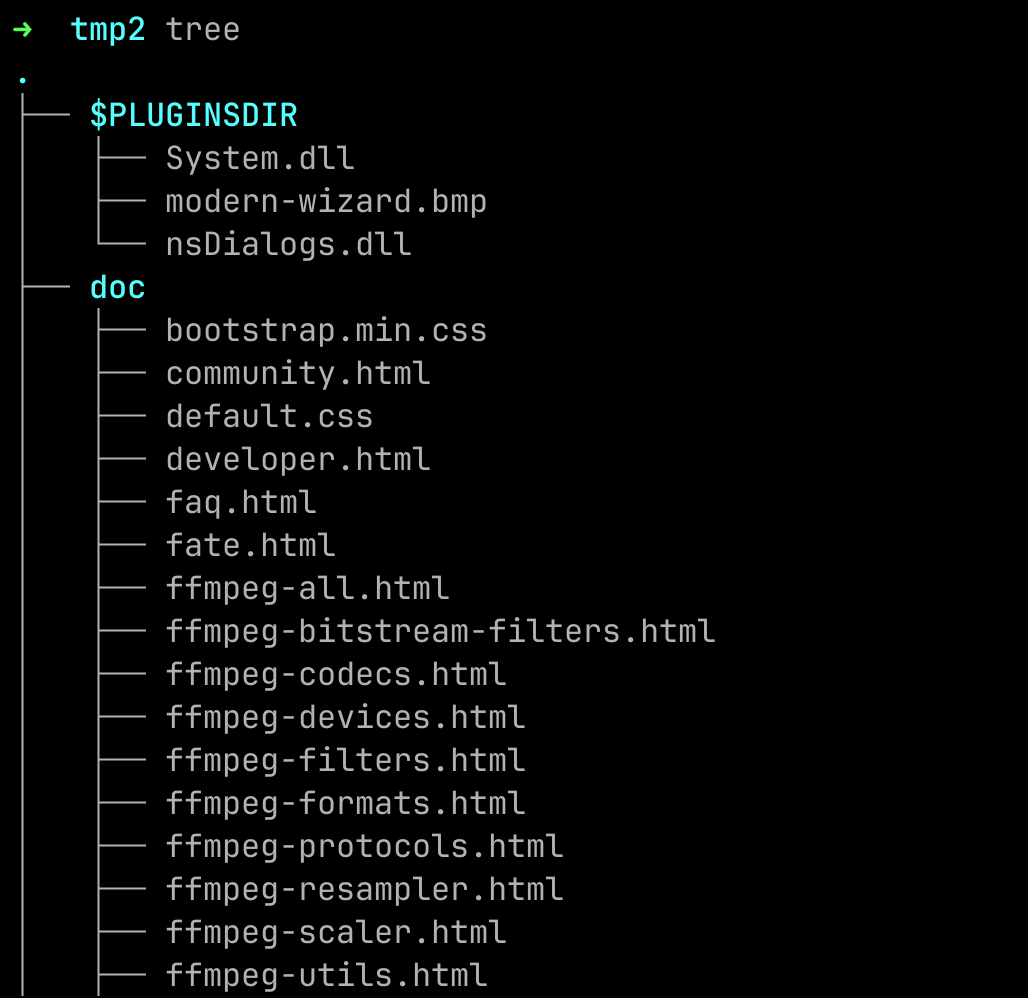 ➜  tmp2 tree
.
├── $PLUGINSDIR
│   ├── System.dll
│   ├── modern-wizard.bmp
│   └── nsDialogs.dll
├── doc
│   ├── bootstrap.min.css
│   ├── community.html
│   ├── default.css
│   ├── developer.html
│   ├── faq.html
│   ├── fate.html
│   ├── ffmpeg-all.html
│   ├── ffmpeg-bitstream-filters.html
│   ├── ffmpeg-codecs.html
│   ├── ffmpeg-devices.html
│   ├── ffmpeg-filters.html
│   ├── ffmpeg-formats.html
│   ├── ffmpeg-protocols.html
│   ├── ffmpeg-resampler.html
│   ├── ffmpeg-scaler.html
│   ├── ffmpeg-utils.html